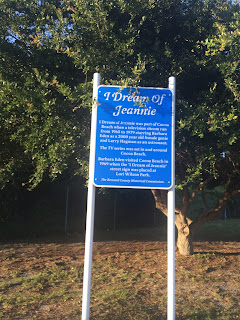 I Dream Of
Jeannie
I Dream of Jeannie was part of Cocoa
Beach when a television sitcom ran
from 1965 to 1970 starring Barbara
Eden as a 2000 year old female genie
and Larry Hagman as an astronaut.
The TV series was set in and around
Cocoa Beach.
Barbara Eden visited Cocoa Beach in
1969 when the "I Dream of Jeannie"
street sign was placed at
Lori Wilson Park.
The Brevard County Historical Commission